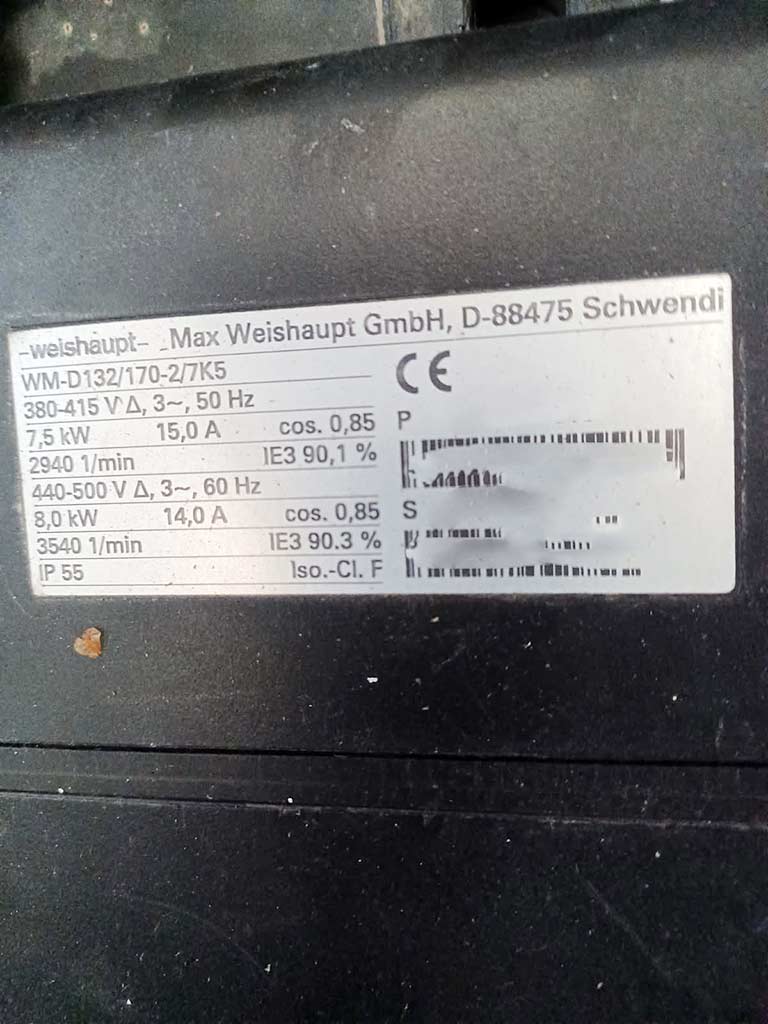 -weishaupt- Max Weishaupt GmbH, D-88475 Schwendi
WM-D132/170-2/7K5
CE
380-415 V Δ, 3~, 50 Hz
7,5 kW 15,0 A cos. 0,85
P
2940 1/min IE3 90,1 %
440-500 V Δ, 3~, 60 Hz
8,0 kW 14,0 A cos. 0,85
S
3540 1/min IE3 90.3 %
IP 55 Iso.-Cl. F